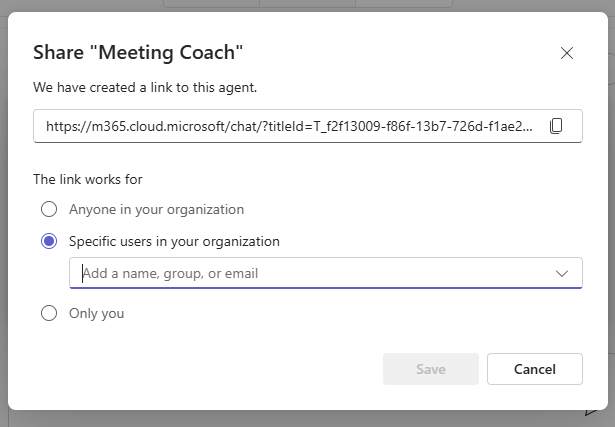 Share "Meeting Coach"
We have created a link to this agent.
https://m365.cloud.microsoft/chat/?titleId=T_f2f13009-f86f-13b7-726d-f1ae2...
The link works for
Anyone in your organization
Specific users in your organization
Add a name, group, or email
Only you
Save
Cancel